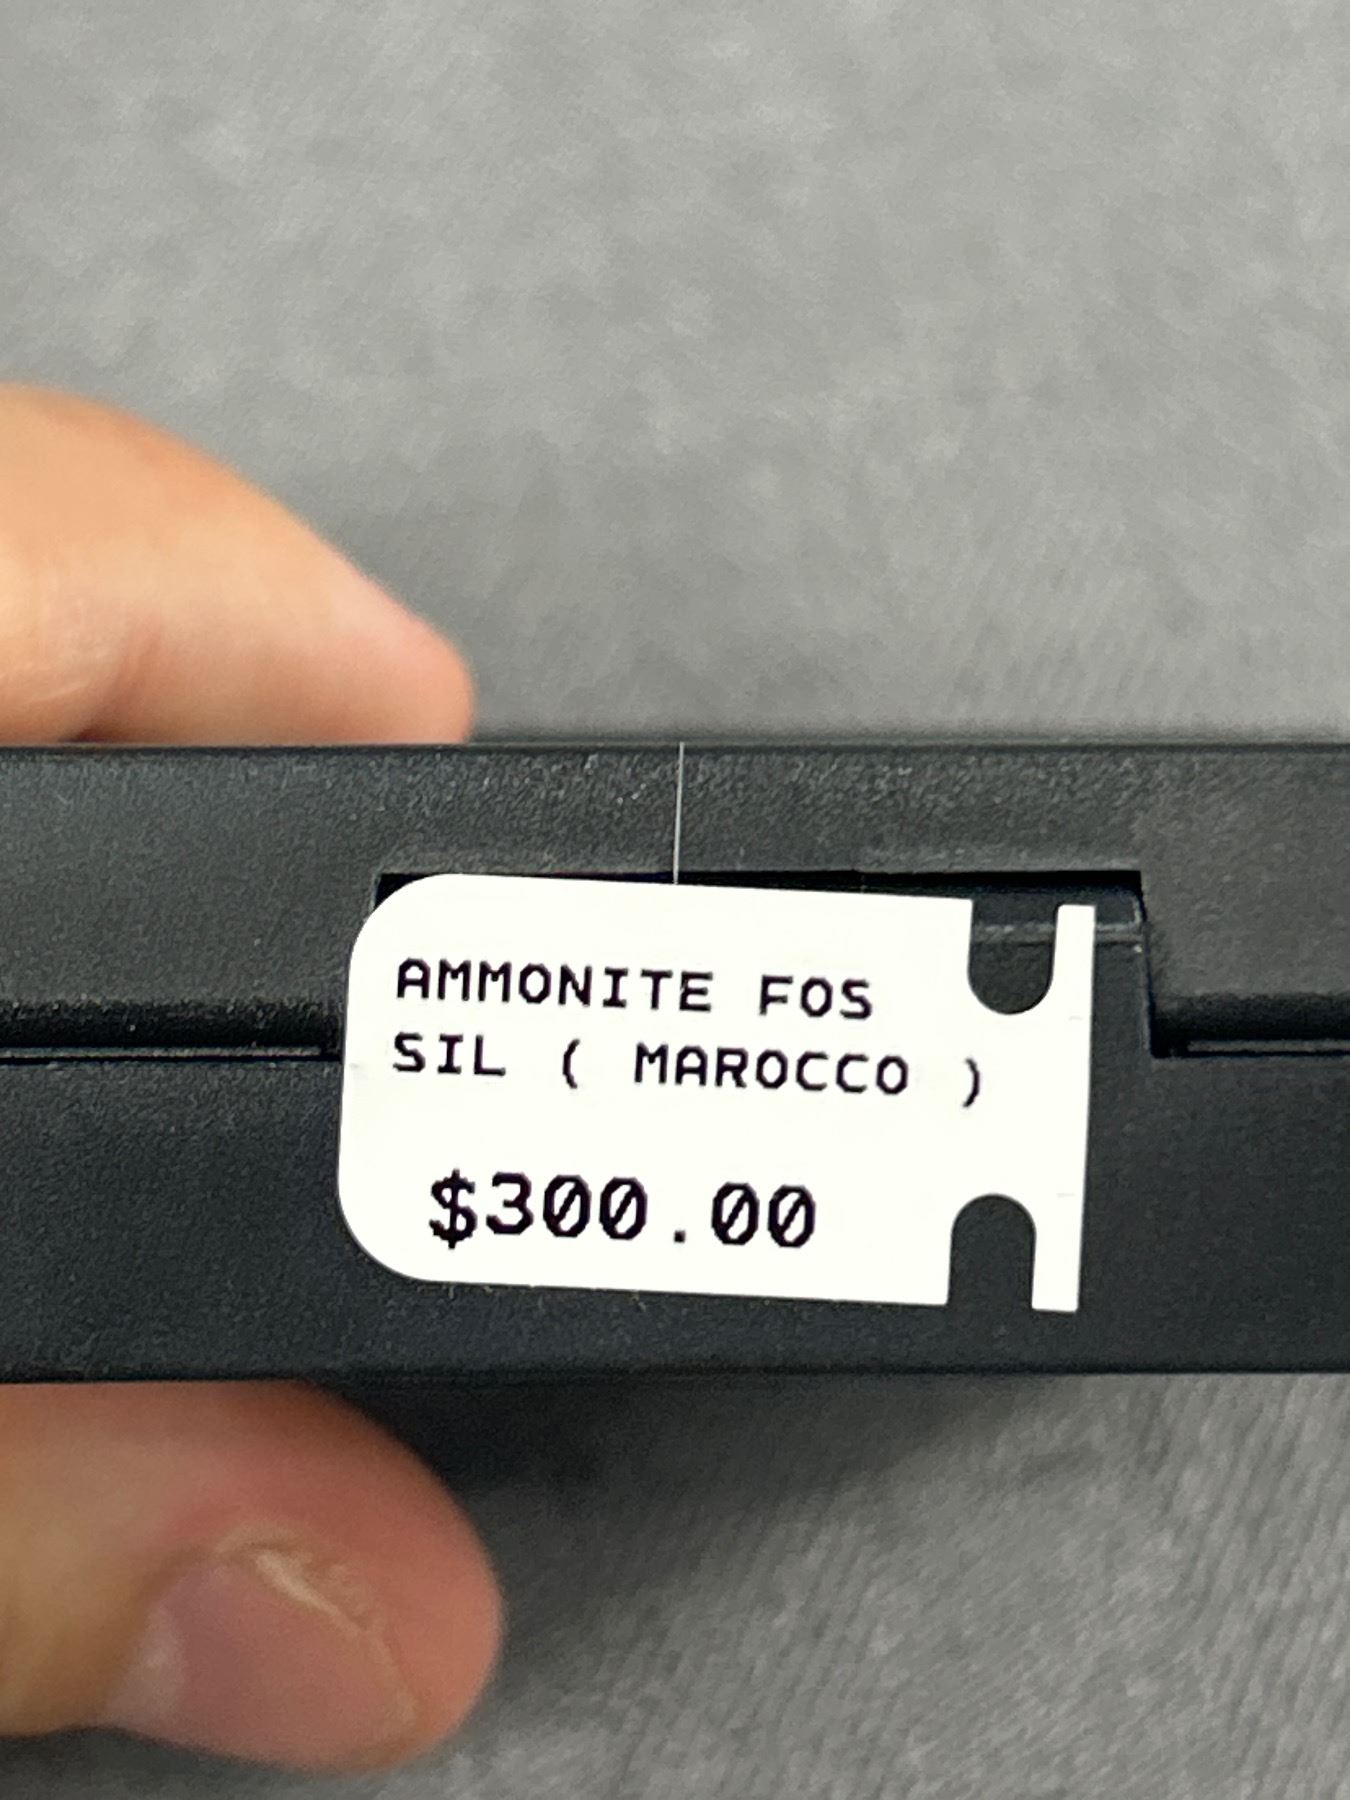 AMMONITE FOS
SIL ( MAROCCO )
$300.00